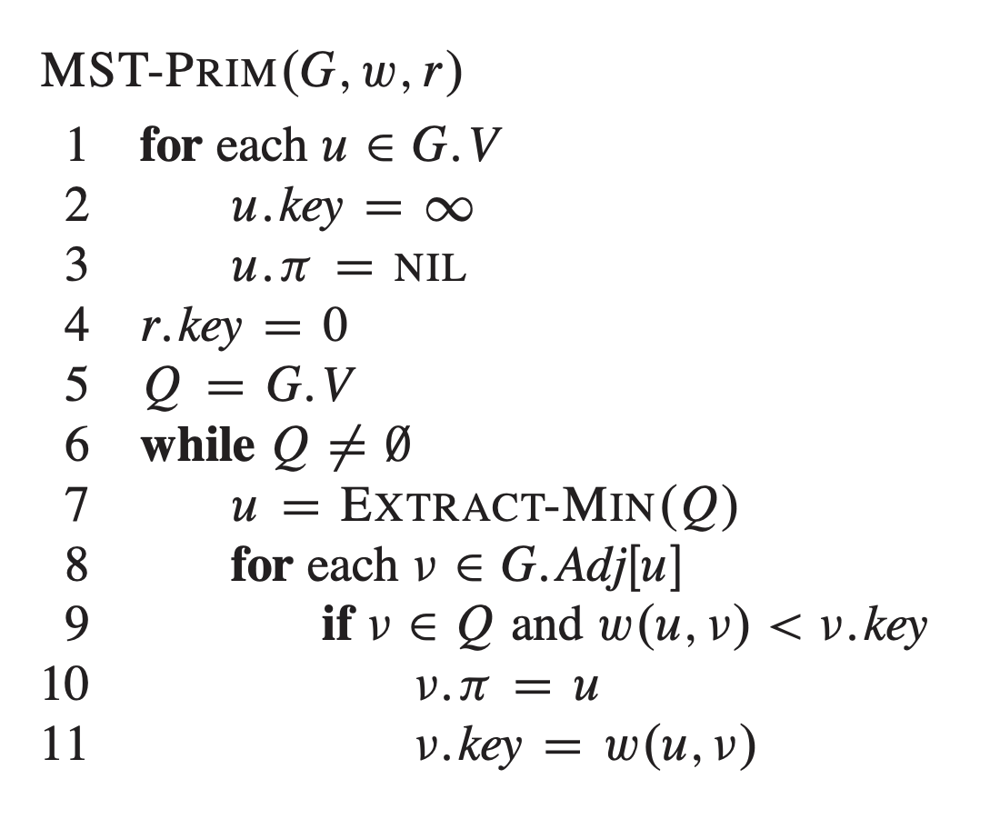 MST-PRIM(G, w, r)
1 for each u ∈ G.V
2 u.key = ∞
3 u.π = NIL
4 r.key = 0
5 Q = G.V
6 while Q ≠ ∅
7 u = EXTRACT-MIN(Q)
8 for each v ∈ G.Adj[u]
9 if v ∈ Q and w(u, v) < v.key
10 v.π = u
11 v.key = w(u, v)